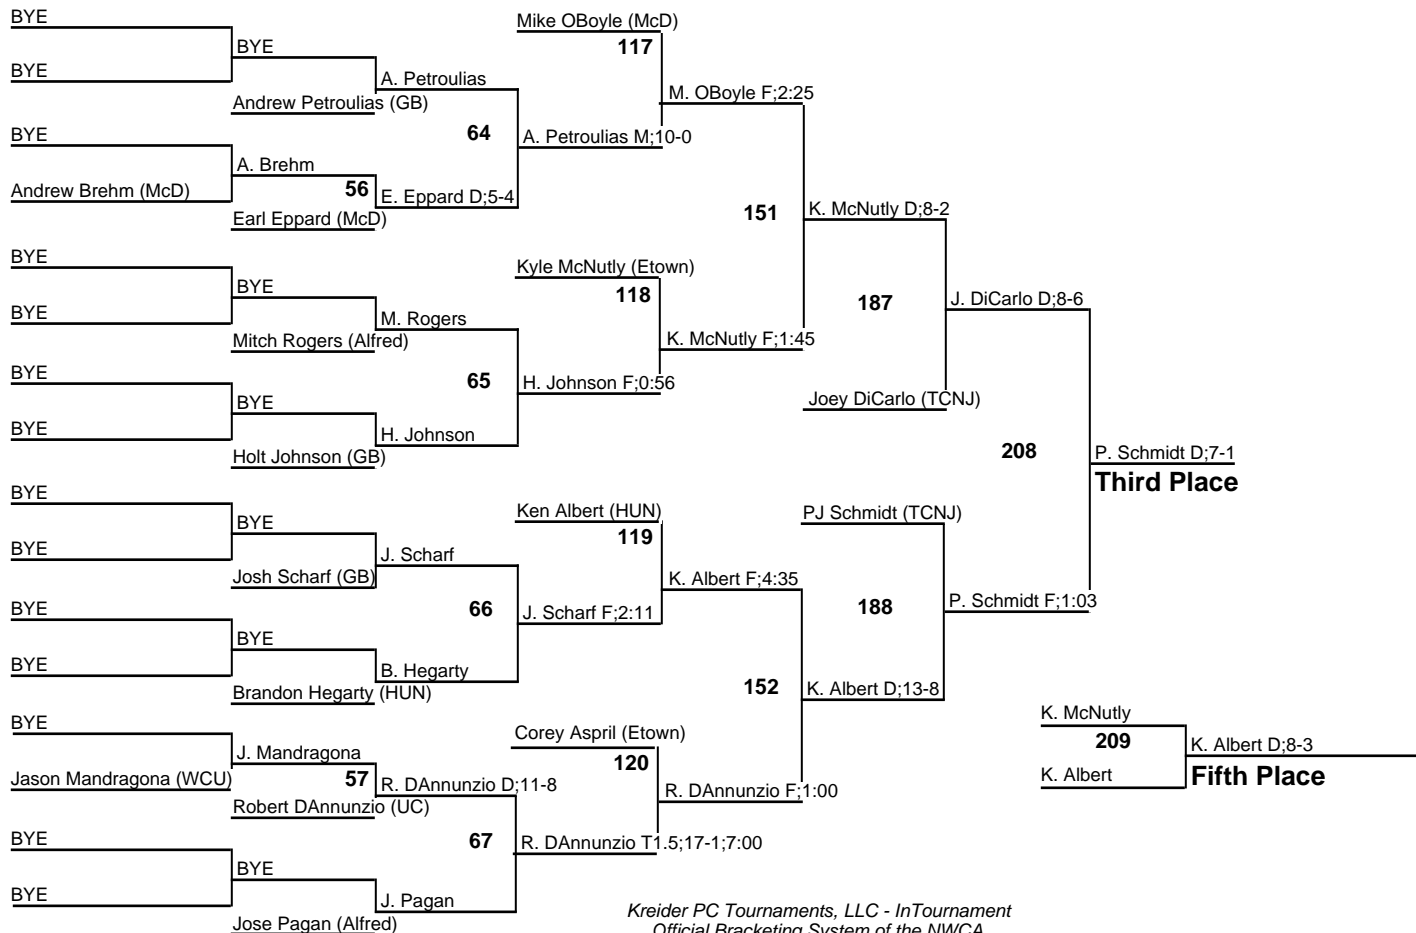 BYE
BYE
BYE
Andrew Petroulias (GB)
A. Petroulias
BYE
Andrew Brehm (McD)
A. Brehm
56
Earl Eppard (McD)
E. Eppard D;5-4
64
A. Petroulias M;10-0
Mike OBoyle (McD)
117
M. OBoyle F;2:25
BYE
BYE
BYE
Mitch Rogers (Alfred)
M. Rogers
BYE
BYE
BYE
Holt Johnson (GB)
H. Johnson
65
H. Johnson F;0:56
Kyle McNutly (Etown)
118
K. McNutly F;1:45
151
K. McNutly D;8-2
187
Joey DiCarlo (TCNJ)
J. DiCarlo D;8-6
BYE
BYE
BYE
Josh Scharf (GB)
J. Scharf
BYE
BYE
BYE
Brandon Hegarty (HUN)
B. Hegarty
66
J. Scharf F;2:11
Ken Albert (HUN)
119
K. Albert F;4:35
BYE
Jason Mandragona (WCU)
J. Mandragona
57
Robert DAnnunzio (UC)
R. DAnnunzio D;11-8
BYE
BYE
BYE
Jose Pagan (Alfred)
J. Pagan
67
R. DAnnunzio T1.5;17-1;7:00
Corey Aspril (Etown)
120
R. DAnnunzio F;1:00
152
K. Albert D;13-8
PJ Schmidt (TCNJ)
188
P. Schmidt F;1:03
208
P. Schmidt D;7-1
Third Place
K. McNutly
209
K. Albert
K. Albert D;8-3
Fifth Place
Kreider PC Tournaments, LLC - InTournament
Official Bracketing System of the NWCA